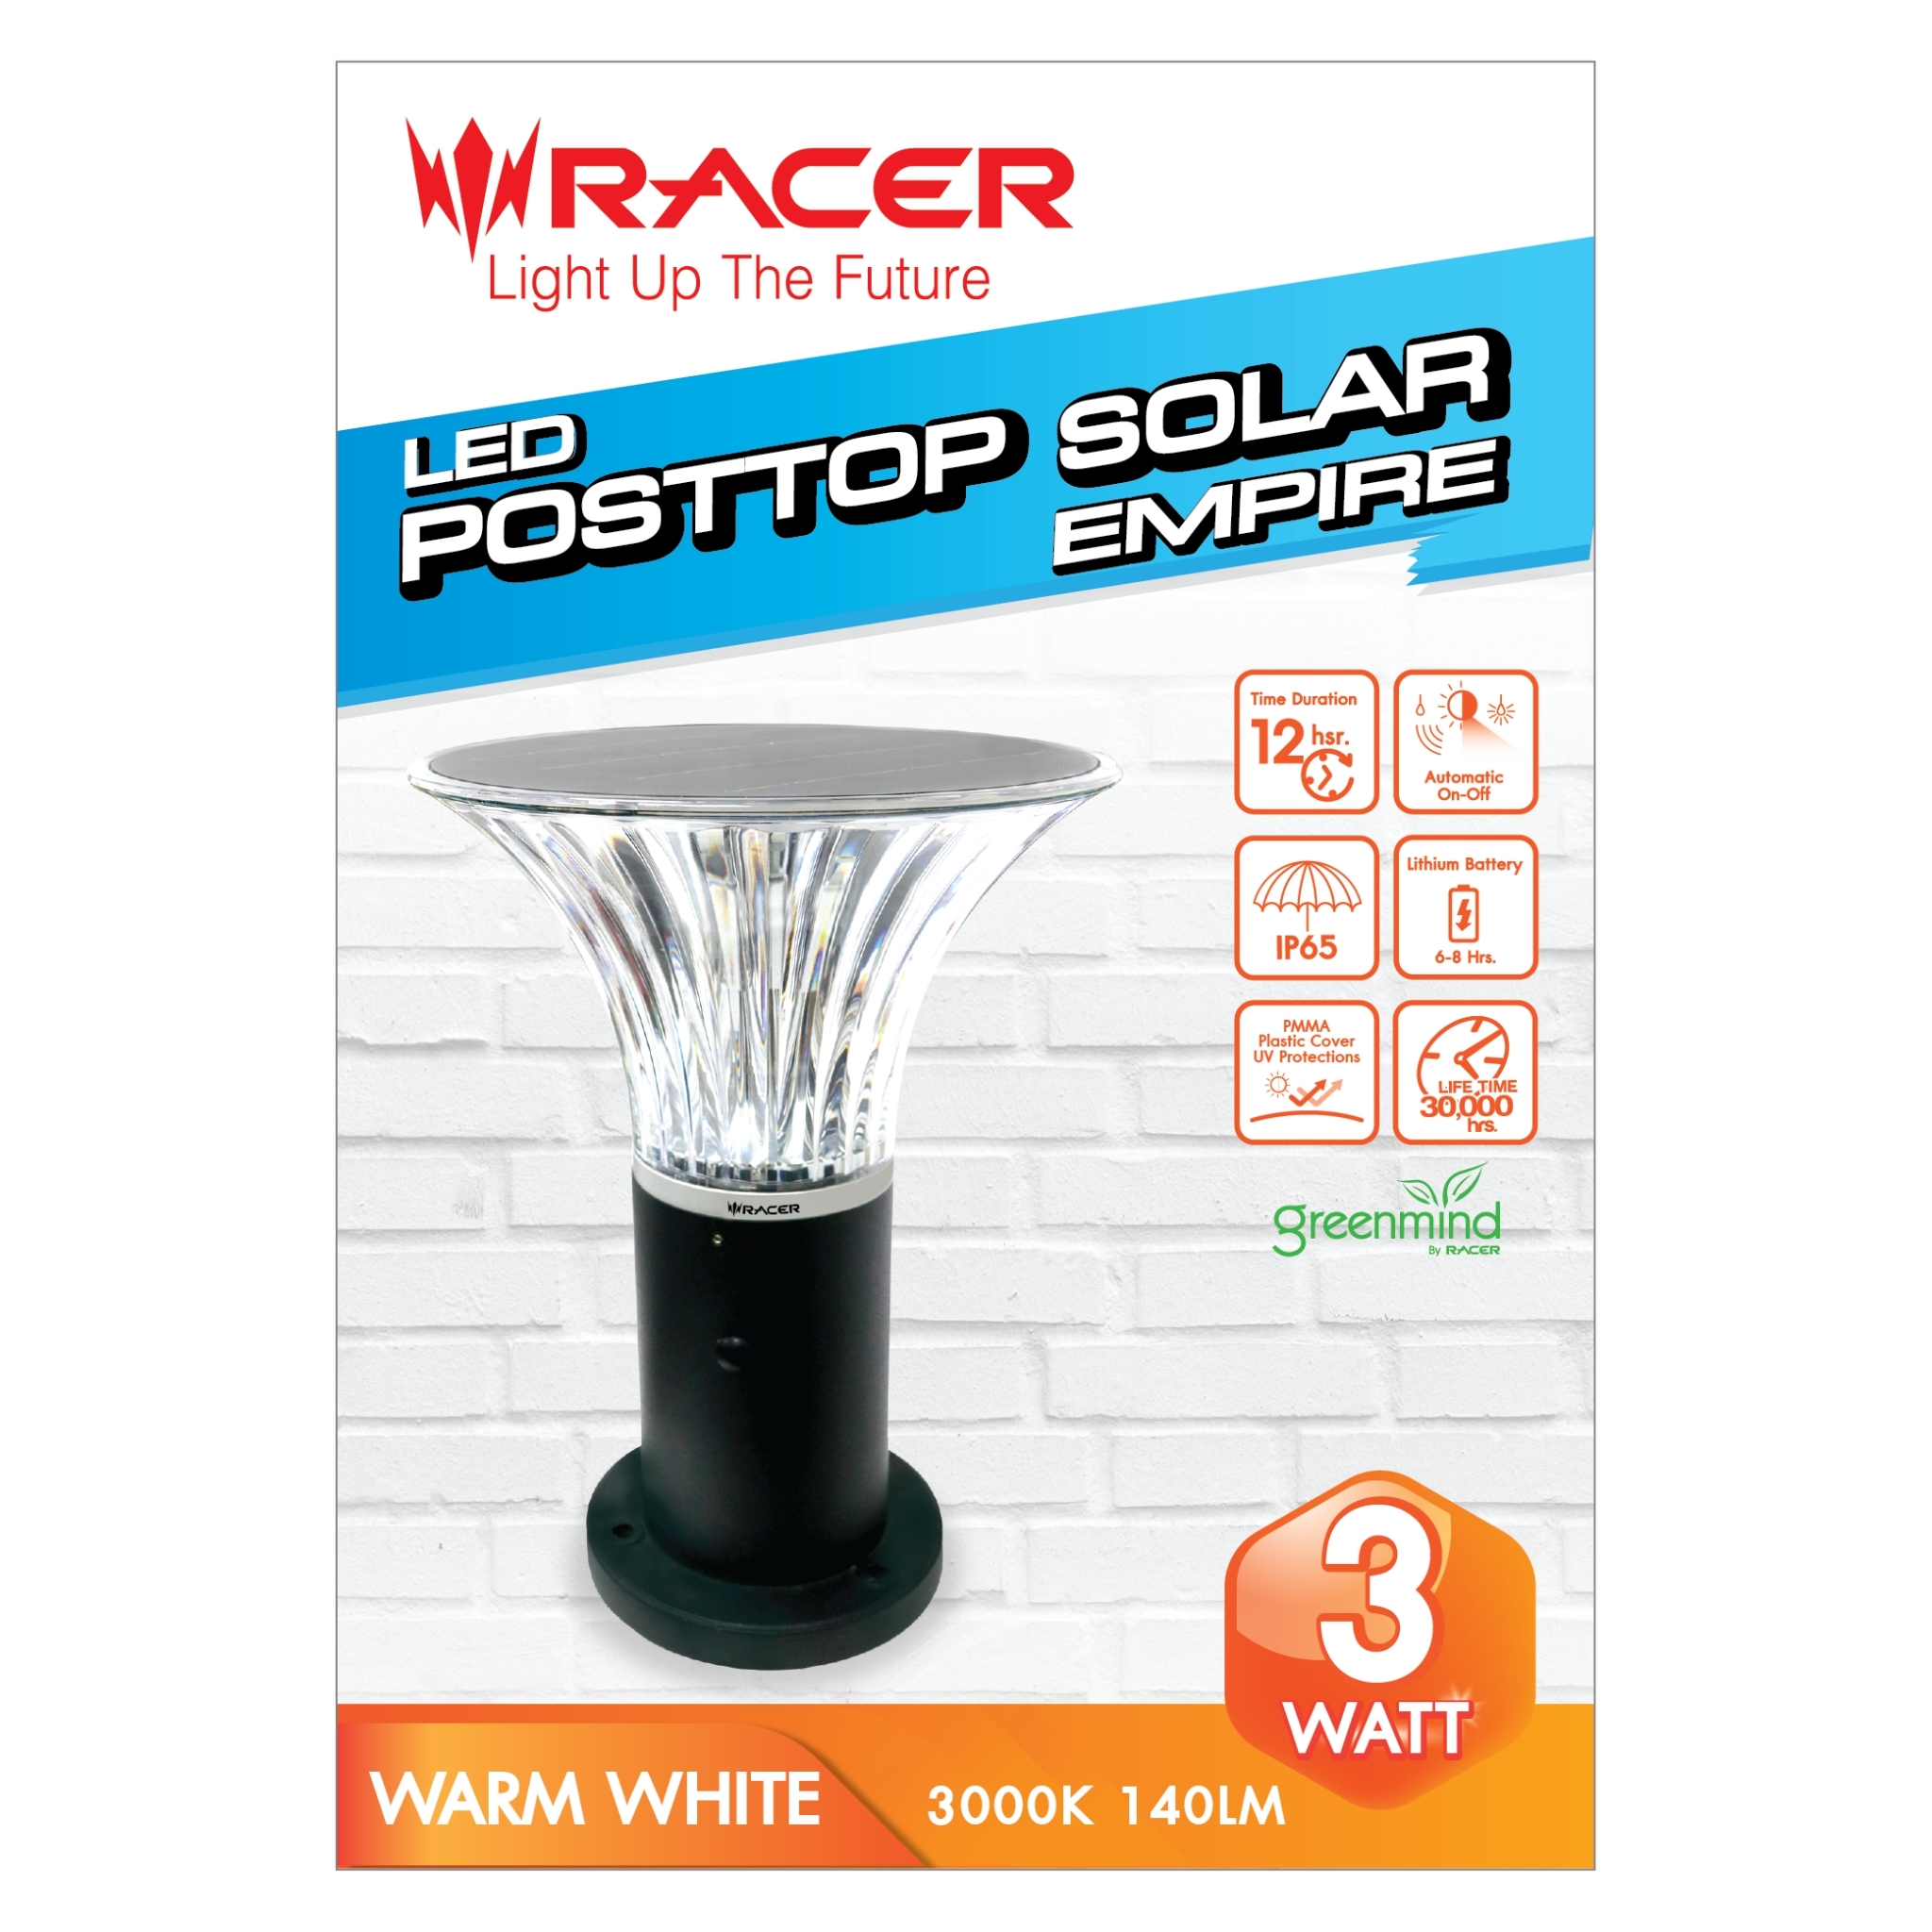 RACER
Light Up The Future
LED
POSTTOP SOLAR
EMPIRE
Time Duration
12 hsr.
Automatic
On-Off
IP65
Lithium Battery
6-8 Hrs.
PMMA
Plastic Cover
UV Protections
LIFE TIME
30,000
hrs.
greenmind
By RACER
RACER
3
WATT
WARM WHITE
3000K 140LM